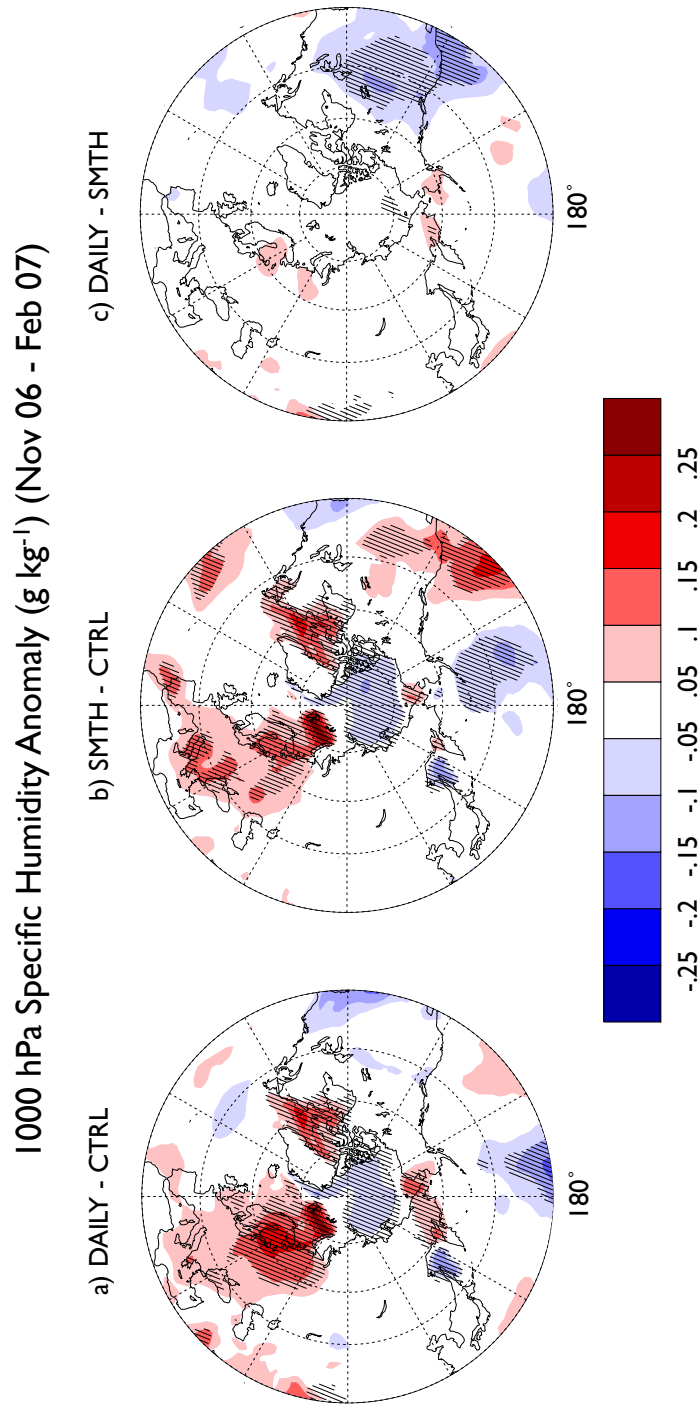 1000 hPa Specific Humidity Anomaly (g kg⁻¹) (Nov 06 - Feb 07)
a) DAILY - CTRL
b) SMTH - CTRL
c) DAILY - SMTH
180°
180°
180°
-.25 -.2 -.15 -.1 -.05 .05 .1 .15 .2 .25